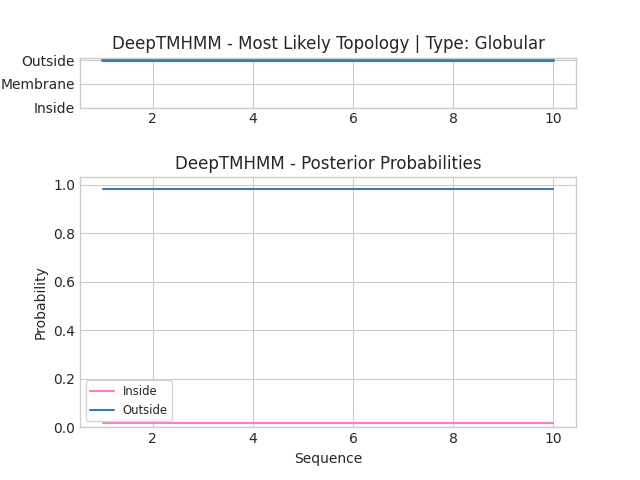 DeepTMHMM - Most Likely Topology | Type: Globular
Outside
Membrane
Inside
2 4 6 8 10
DeepTMHMM - Posterior Probabilities
1.0
0.8
0.6
0.4
0.2
0.0
Probability
Inside
Outside
2 4 6 8 10
Sequence